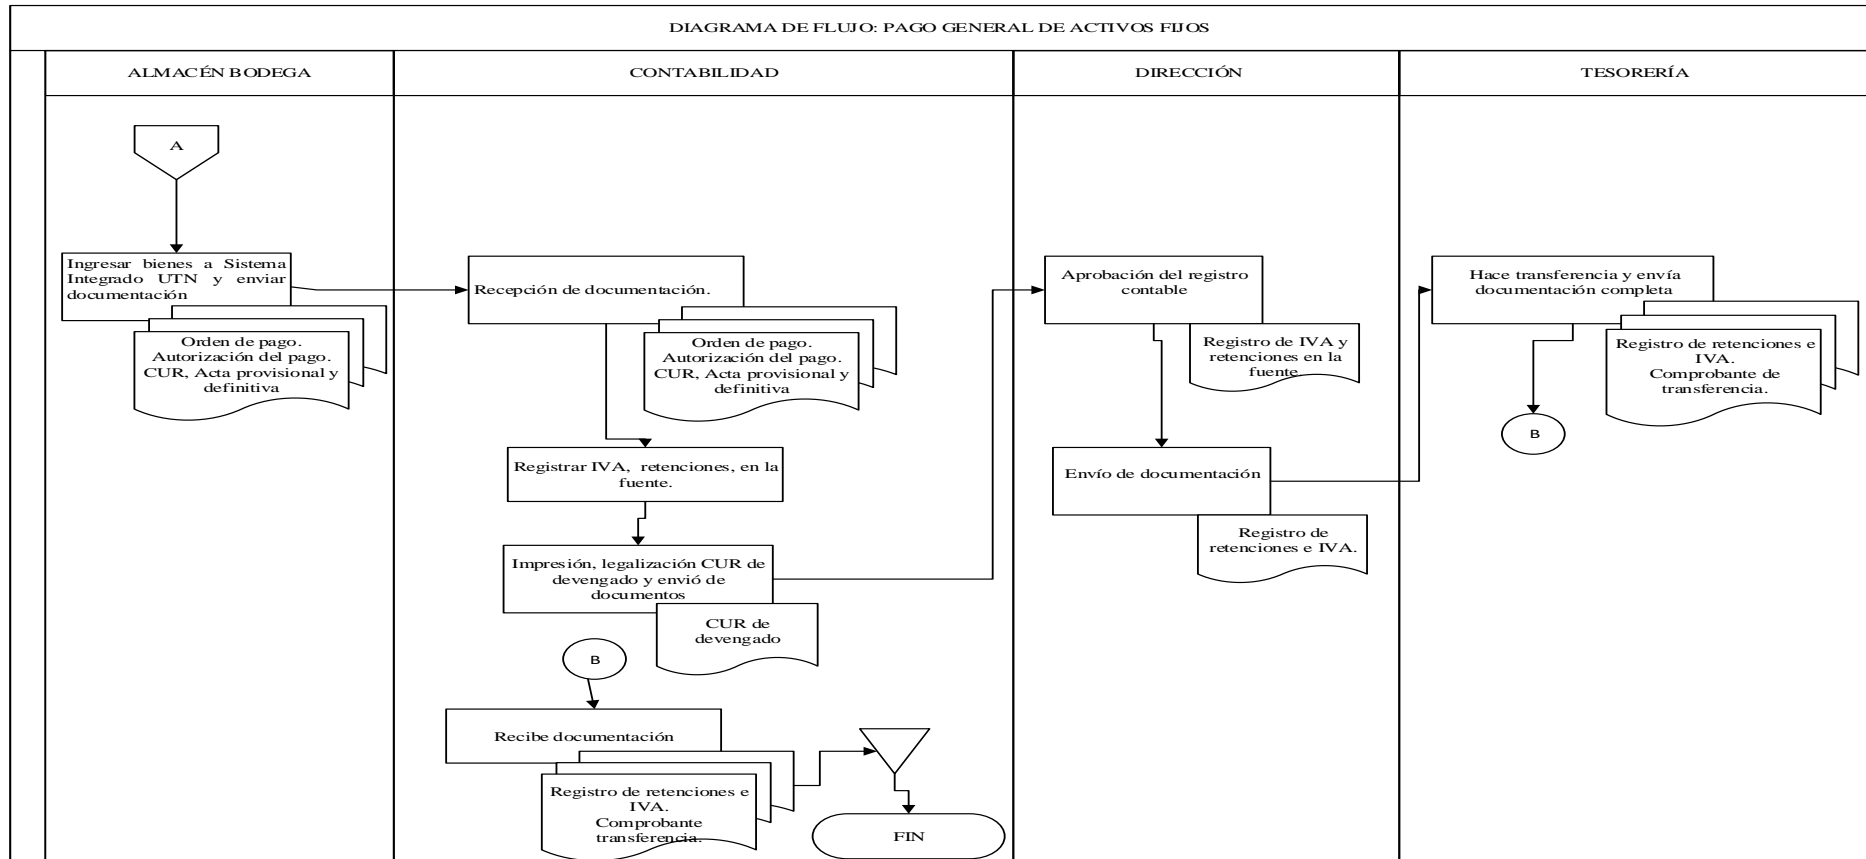 DIAGRAMA DE FLUJO: PAGO GENERAL DE ACTIVOS FIJOS
ALMACÉN BODEGA
CONTABILIDAD
DIRECCIÓN
TESORERÍA
A
Ingresar bienes a Sistema
Integrado UTN y enviar
documentación
Orden de pago.
Autorización del pago.
CUR, Acta provisional y
definitiva
Recepción de documentación.
Orden de pago.
Autorización del pago.
CUR, Acta provisional y
definitiva
Registrar IVA, retenciones, en la
fuente.
Impresión, legalización CUR de
devengado y envió de
documentos
CUR de
devengado
B
Recibe documentación
Registro de retenciones e
IVA.
Comprobante
transferencia.
FIN
Aprobación del registro
contable
Registro de IVA y
retenciones en la
fuente
Envío de documentación
Registro de
retenciones e IVA.
Hace transferencia y envía
documentación completa
Registro de retenciones e
IVA.
Comprobante de
transferencia.
B